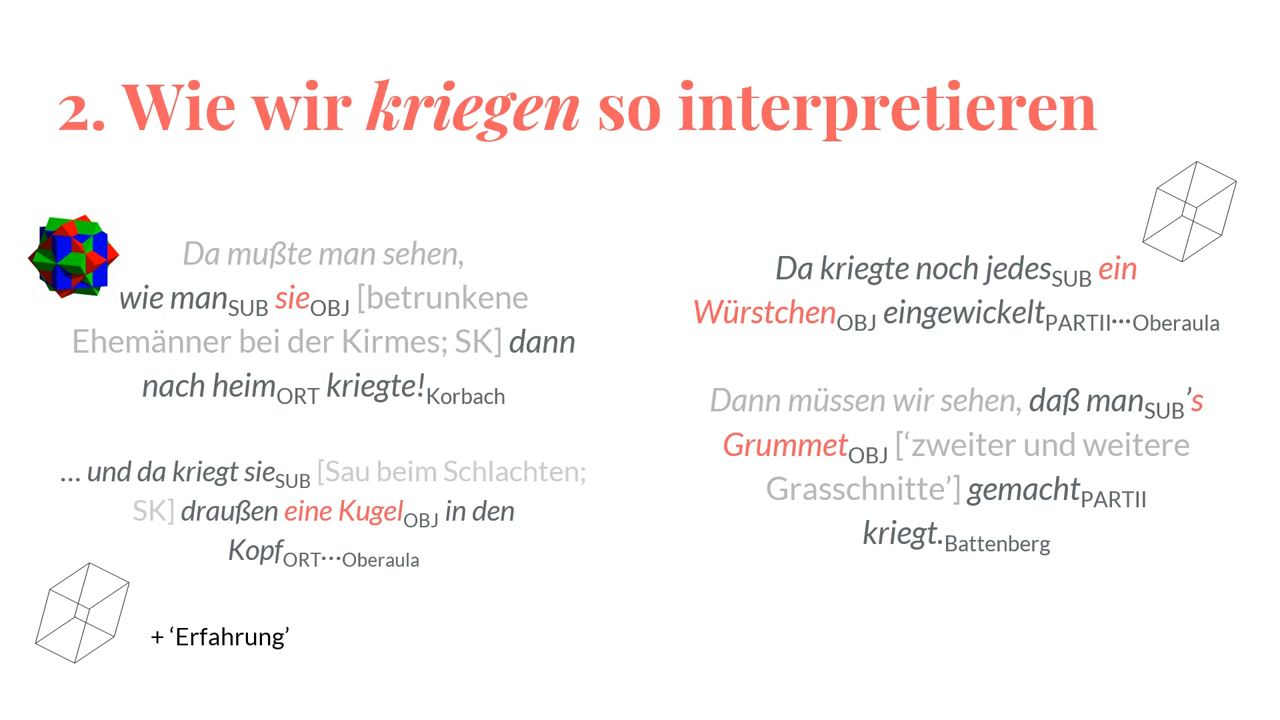 2. Wie wir kriegen so interpretieren
Da mußte man sehen,
wie manSUB sieOBJ [betrunkene
Ehemänner bei der Kirmes; SK] dann
nach heimORT kriegte!Korbach
… und da kriegt sieSUB [Sau beim Schlachten;
SK] draußen eine KugelOBJ in den
KopfORT…Oberaula
+ ‘Erfahrung’
Da kriegte noch jedesSUB ein
WürstchenOBJ eingewickeltPARTII…Oberaula
Dann müssen wir sehen, daß manSUB’s
GrummetOBJ [‘zweiter und weitere
Grasschnitte’] gemachtPARTII
kriegt.Battenberg